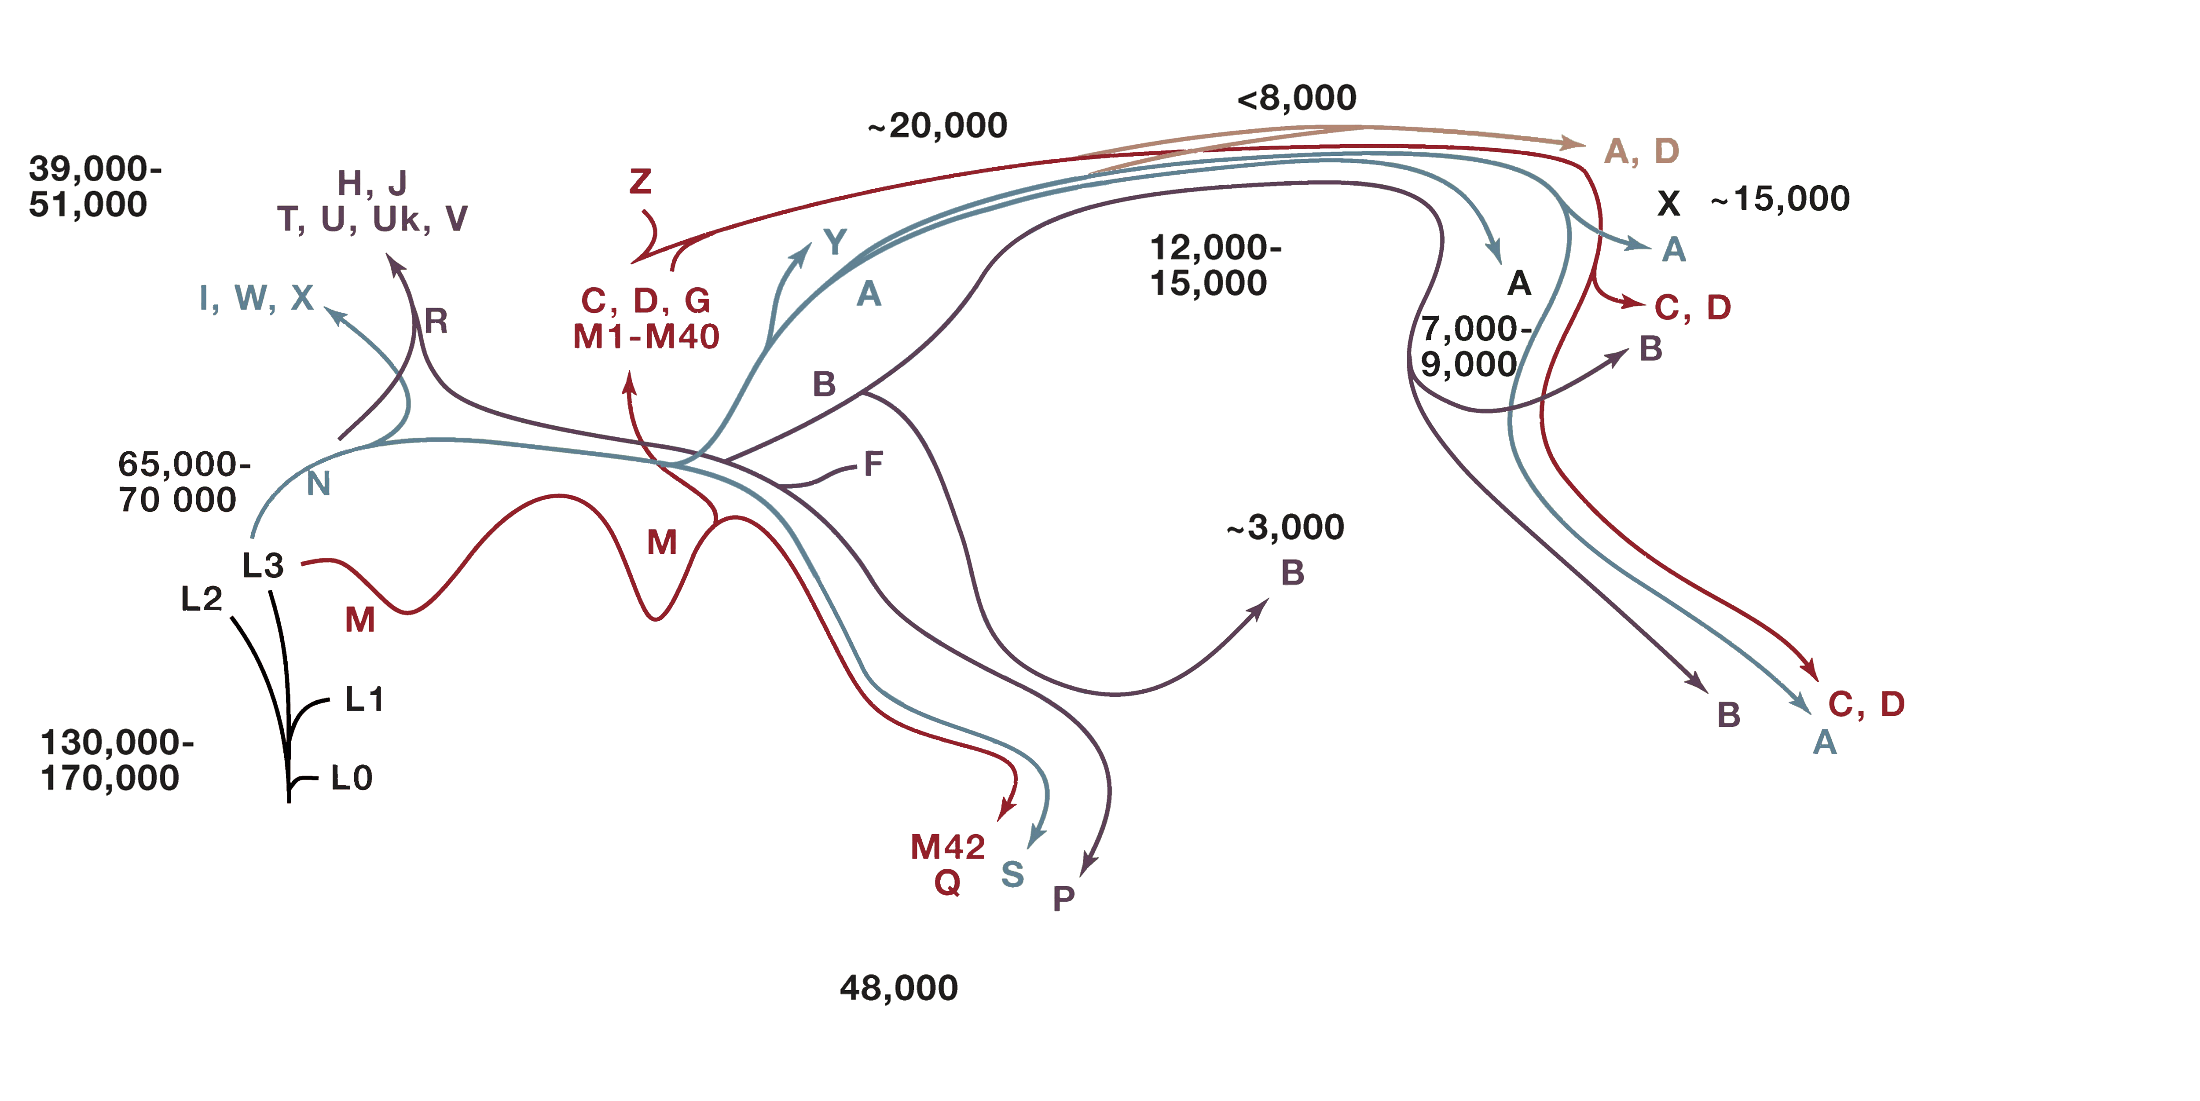 <8,000
~20,000
A, D
39,000-
51,000
H, J
T, U, Uk, V
Z
X ~15,000
Y
A
12,000-
15,000
A
I, W, X
R
C, D, G
M1-M40
A
C, D
7,000-
9,000
B
B
65,000-
70 000
N
F
M
~3,000
B
L3
L2
M
L1
C, D
B
A
130,000-
170,000
L0
M42
Q
S
P
48,000